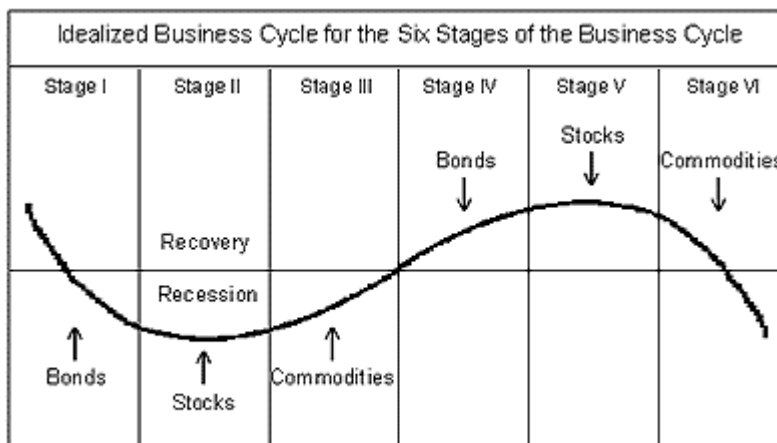 Idealized Business Cycle for the Six Stages of the Business Cycle
Stage I
Stage II
Stage III
Stage IV
Stage V
Stage VI
Stocks
Bonds
Commodities
Recovery
Recession
Bonds
Stocks
Commodities